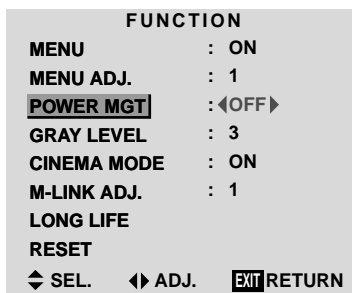 FUNCTION
MENU : ON
MENU ADJ. : 1
POWER MGT : OFF
GRAY LEVEL : 3
CINEMA MODE : ON
M-LINK ADJ. : 1
LONG LIFE
RESET
SEL. ADJ. EXIT RETURN